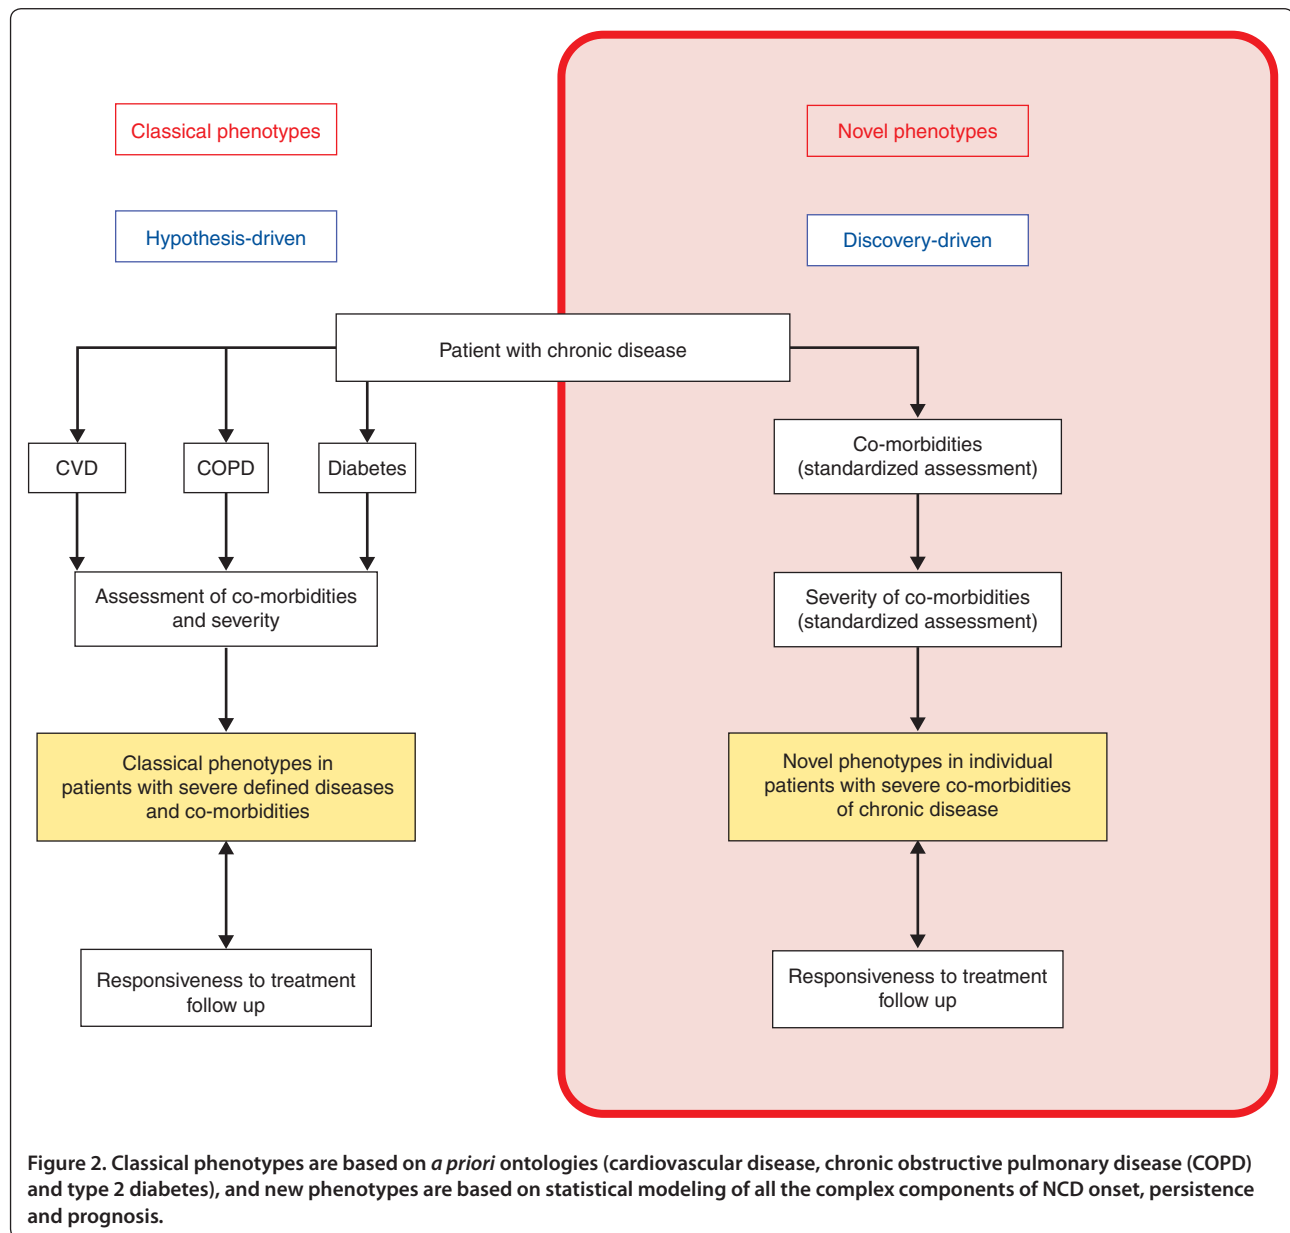 Classical phenotypes
Novel phenotypes
Hypothesis-driven
Discovery-driven
Patient with chronic disease
CVD
COPD
Diabetes
Co-morbidities
(standardized assessment)
Assessment of co-morbidities
and severity
Severity of co-morbidities
(standardized assessment)
Classical phenotypes in
patients with severe defined diseases
and co-morbidities
Novel phenotypes in individual
patients with severe co-morbidities
of chronic disease
Responsiveness to treatment
follow up
Responsiveness to treatment
follow up
Figure 2. Classical phenotypes are based on a priori ontologies (cardiovascular disease, chronic obstructive pulmonary disease (COPD)
and type 2 diabetes), and new phenotypes are based on statistical modeling of all the complex components of NCD onset, persistence
and prognosis.